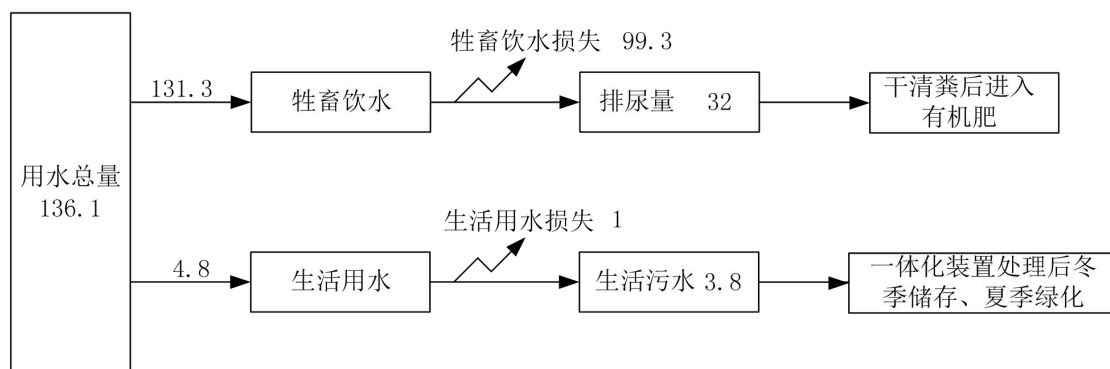 用水总量
136.1
131.3
牲畜饮水
牲畜饮水损失 99.3
排尿量 32
干清粪后进入
有机肥
4.8
生活用水
生活用水损失 1
生活污水 3.8
一体化装置处理后冬
季储存、夏季绿化